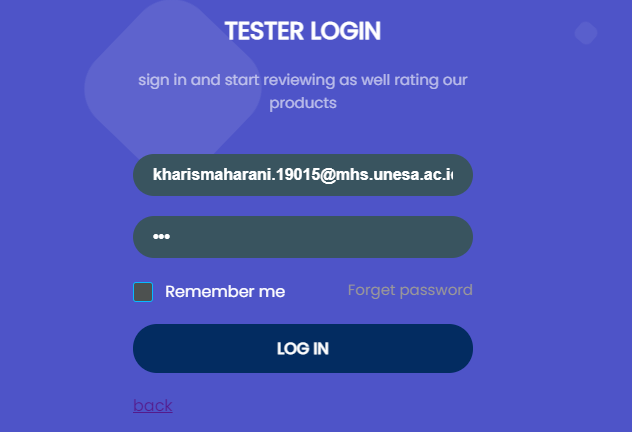 TESTER LOGIN
sign in and start reviewing as well rating our
products
kharismaharani.19015@mhs.unesa.ac.i
•••
Remember me
Forget password
LOG IN
back